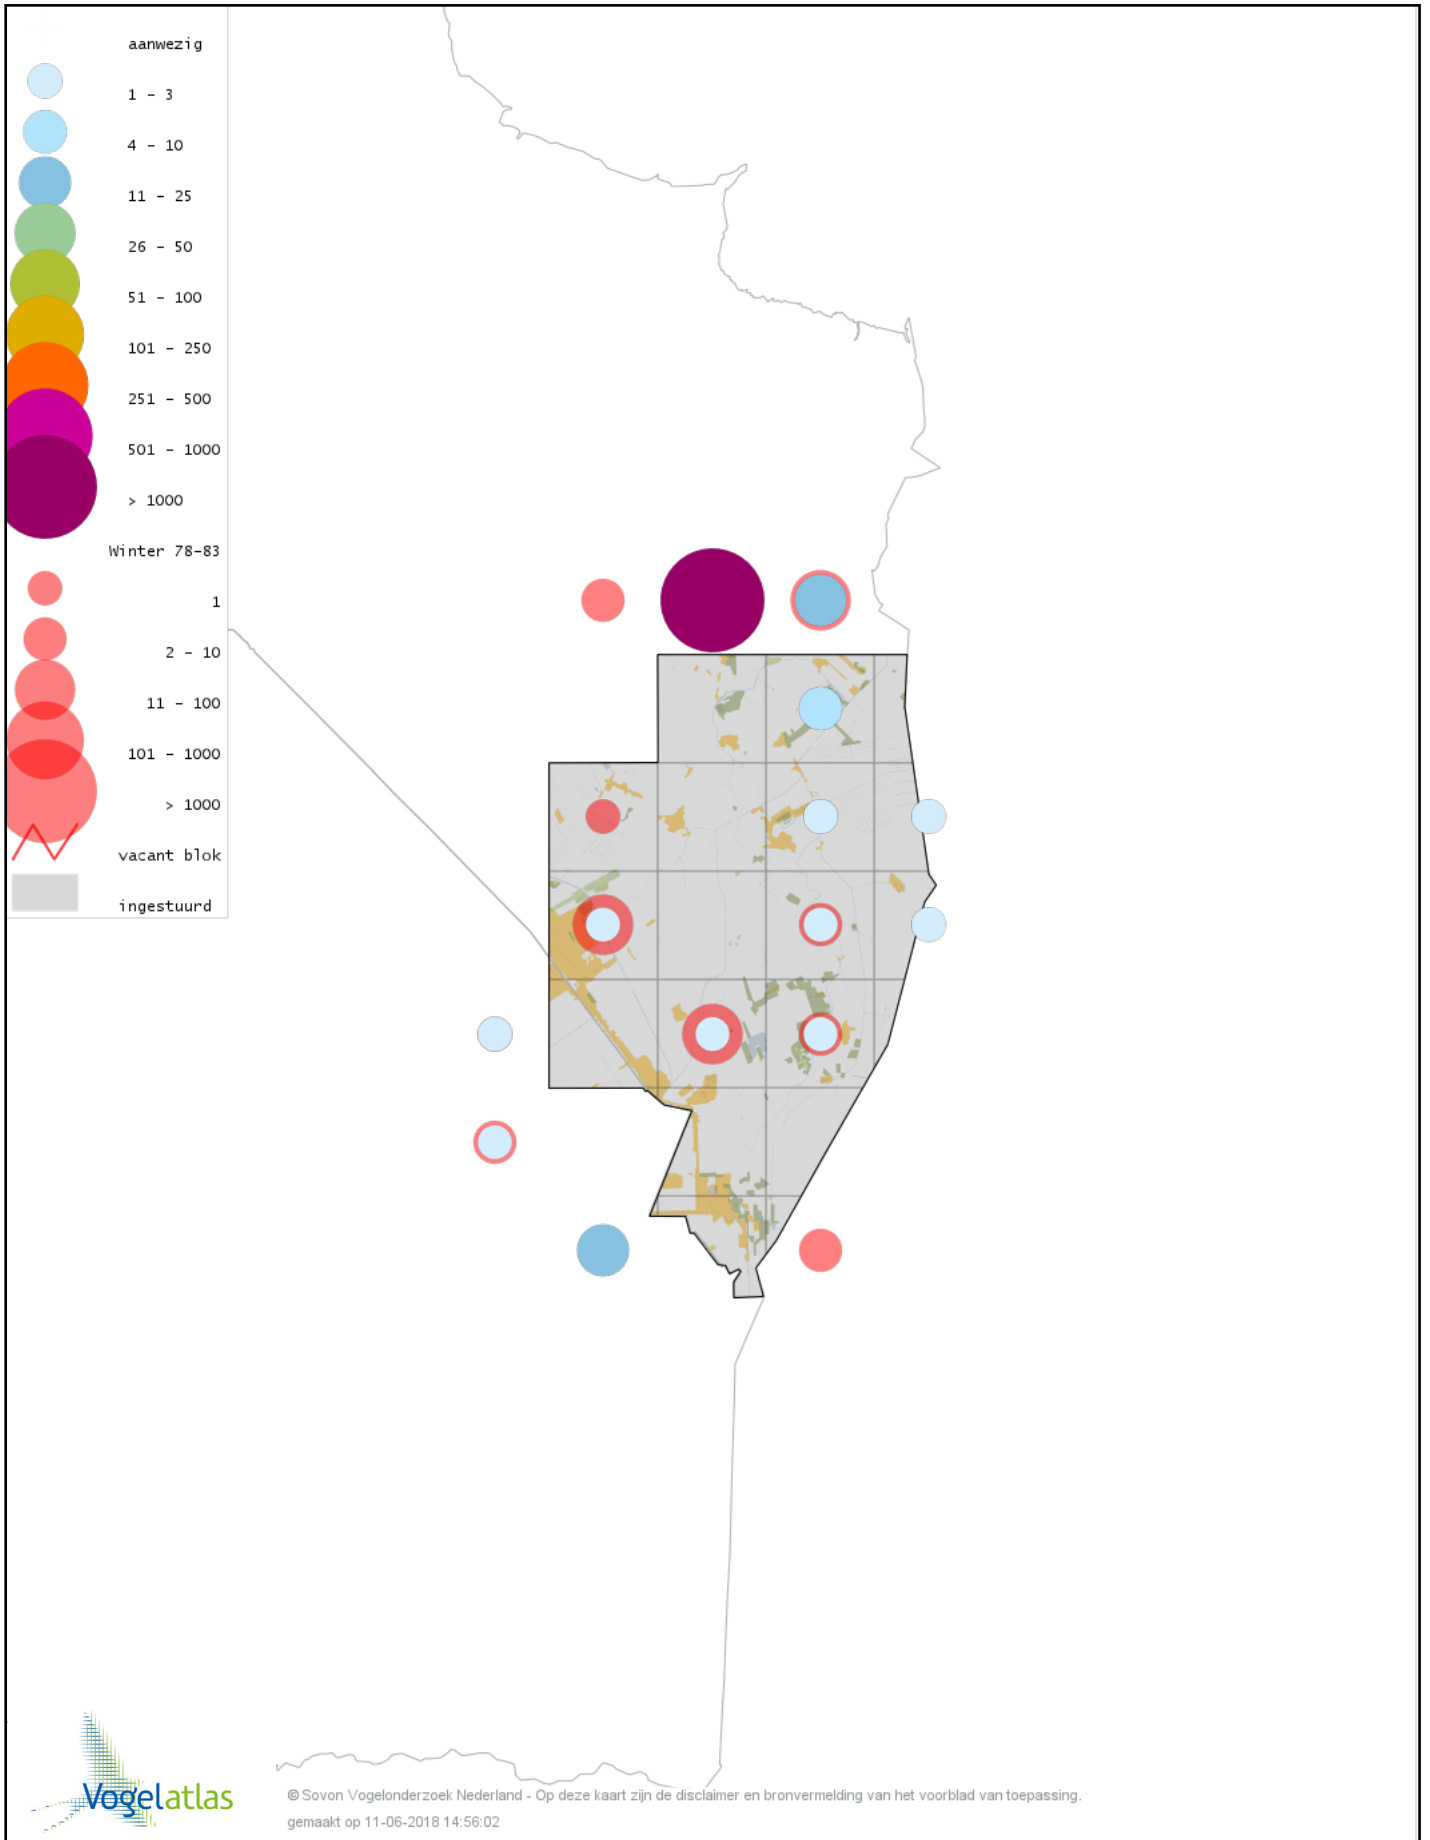 aanwezig
1 - 3
4 - 10
11 - 25
26 - 50
51 - 100
101 - 250
251 - 500
501 - 1000
> 1000
Winter 78-83
1
2 - 10
11 - 100
101 - 1000
> 1000
vacant blok
ingestuurd
Vogelatlas
© Sovon Vogelonderzoek Nederland - Op deze kaart zijn de disclaimer en bronvermelding van het voorblad van toepassing.
gemaakt op 11-06-2018 14:56:02